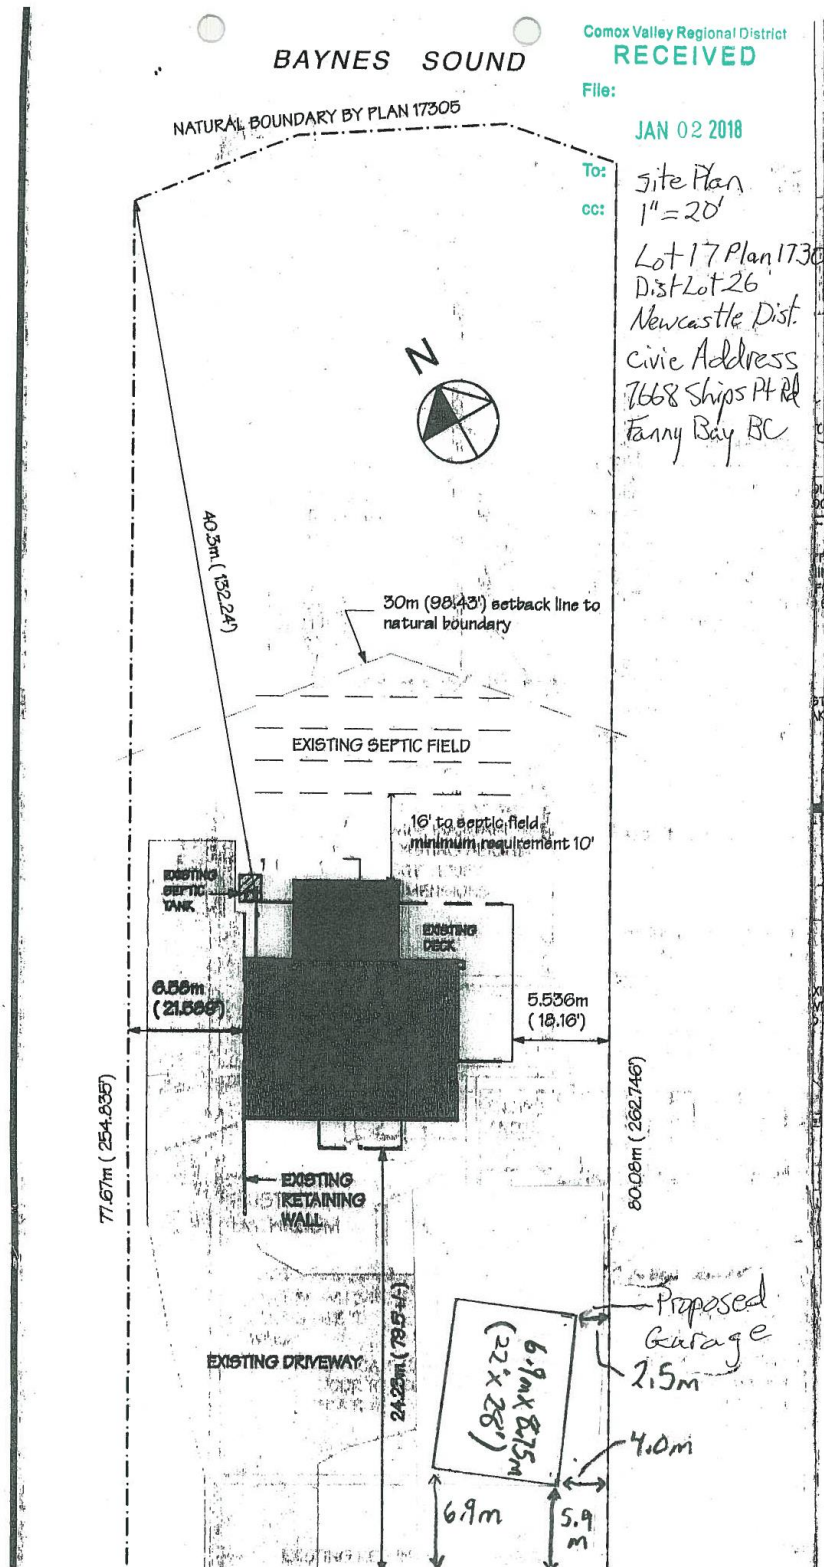 BAYNES SOUND
Comox Valley Regional District
RECEIVED
File:
JAN 02 2018
To:
cc:
Site Plan
1" = 20'
Lot 17 Plan 1730
Dist Lot 26
Newcastle Dist.
Civic Address
7668 Ships Pt Rd
Fanny Bay BC
NATURAL BOUNDARY BY PLAN 17305
N
40.3m ( 132.24')
30m (98.43') setback line to
natural boundary
EXISTING SEPTIC FIELD
16' to septic field
minimum requirement 10'
EXISTING
SEPTIC
TANK
EXISTING
DECK
6.58m
( 21.589')
5.536m
( 18.16')
77.67m ( 254.835')
80.08m ( 262.746')
EXISTING
RETAINING
WALL
24.23m ( 79.5 +/-)
EXISTING DRIVEWAY
Proposed
Garage
6.9m x 8.75m
(22' x 28')
2.5m
4.0m
6.9m
5.9
m